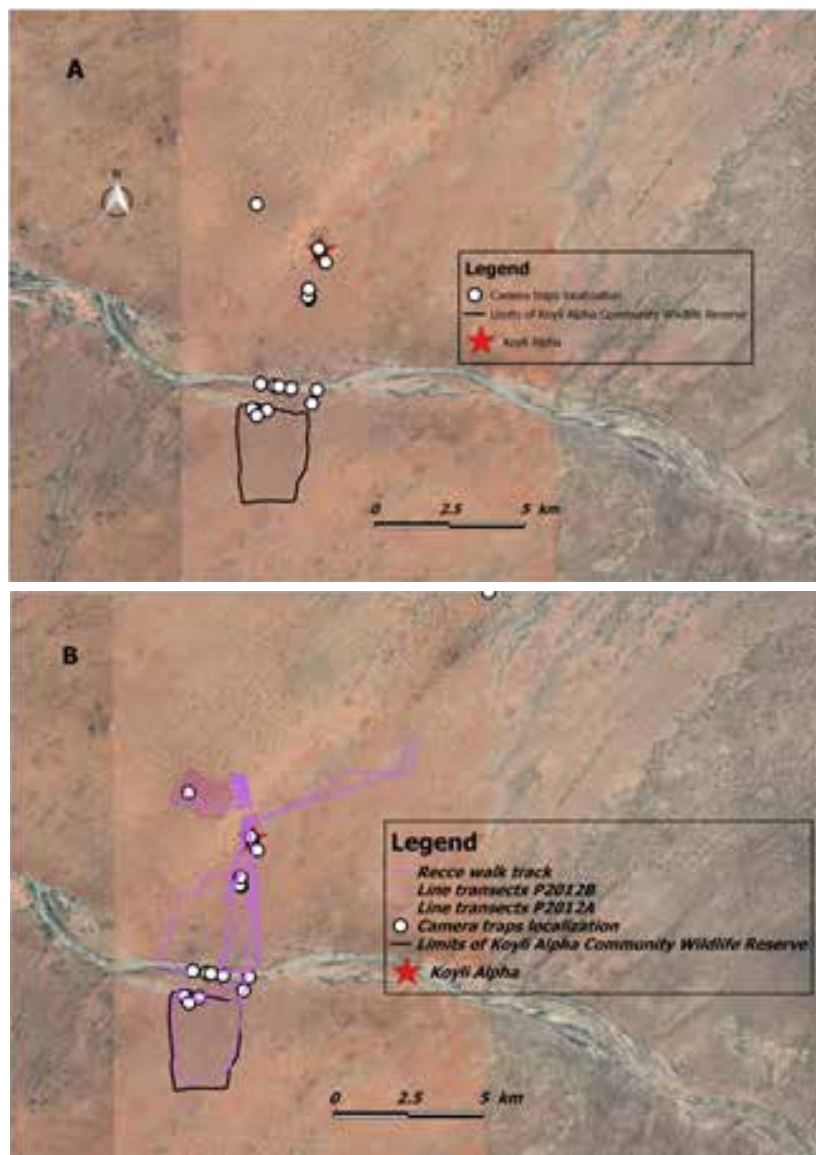 A
N
Legend
Camera traps localization
Limits of Koyli Alpha Community Wildlife Reserve
Koyli Alpha
0 2.5 5 km
B
Legend
Recce walk track
Line transects P2012B
Line transects P2012A
Camera traps localization
Limits of Koyli Alpha Community Wildlife Reserve
Koyli Alpha
0 2.5 5 km